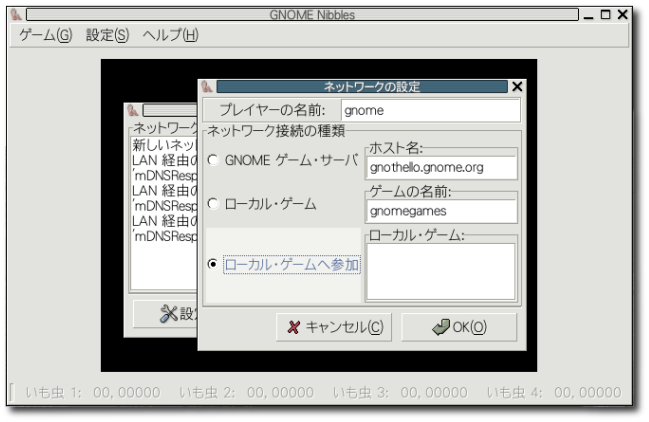 GNOME Nibbles
ゲーム(G) 設定(S) ヘルプ(H)
ネットワークの設定
プレイヤーの名前: gnome
ネットワーク接続の種類
GNOME ゲーム・サーバ
ローカル・ゲーム
ローカル・ゲームへ参加
ホスト名:
gnothello.gnome.org
ゲームの名前:
gnomegames
ローカル・ゲーム:
キャンセル(C) OK(O)
ネットワーク
新しいネッ
LAN 経由の
'mDNSResp
LAN 経由の
'mDNSResp
LAN 経由の
'mDNSResp
設
いも虫 1: 00, 00000 いも虫 2: 00, 00000 いも虫 3: 00, 00000 いも虫 4: 00, 00000